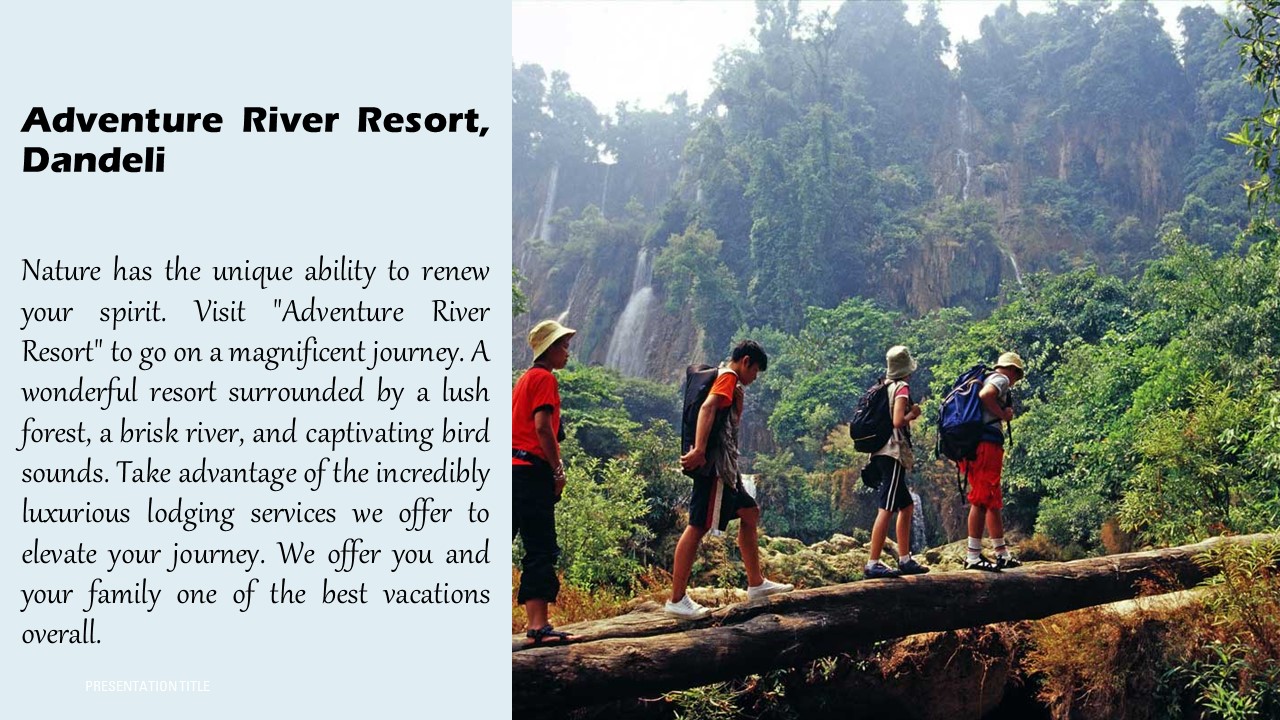 Adventure River Resort,
Dandeli
Nature has the unique ability to renew
your spirit. Visit "Adventure River
Resort" to go on a magnificent journey. A
wonderful resort surrounded by a lush
forest, a brisk river, and captivating bird
sounds. Take advantage of the incredibly
luxurious lodging services we offer to
elevate your journey. We offer you and
your family one of the best vacations
overall.
PRESENTATION TITLE